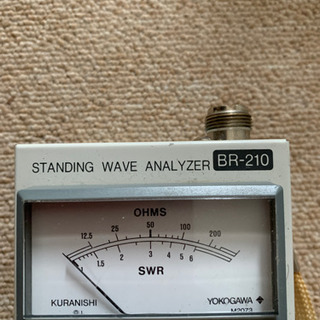 STANDING WAVE ANALYZER BR-210
OHMS
12.5 25 50 100 200
1 1.5 2 3 4 5 6
SWR
KURANISHI YOKOGAWA
M2073